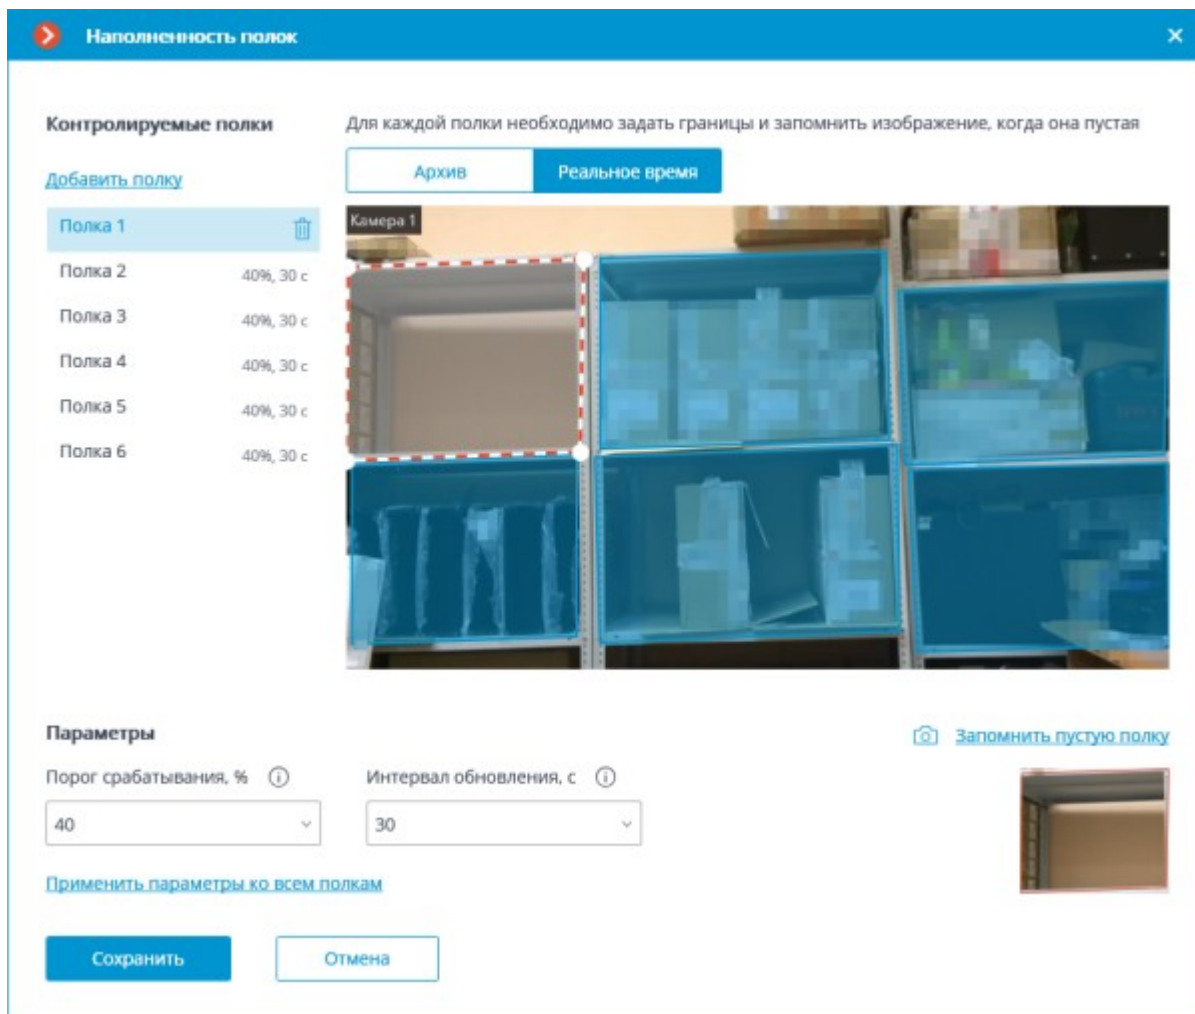 Наполненность полок
Контролируемые полки
Для каждой полки необходимо задать границы и запомнить изображение, когда она пустая
Добавить полку
Архив
Реальное время
Полка 1
Камера 1
Полка 2 40%, 30 с
Полка 3 40%, 30 с
Полка 4 40%, 30 с
Полка 5 40%, 30 с
Полка 6 40%, 30 с
Параметры
Запомнить пустую полку
Порог срабатывания, %
Интервал обновления, с
40
30
Применить параметры ко всем полкам
Сохранить
Отмена